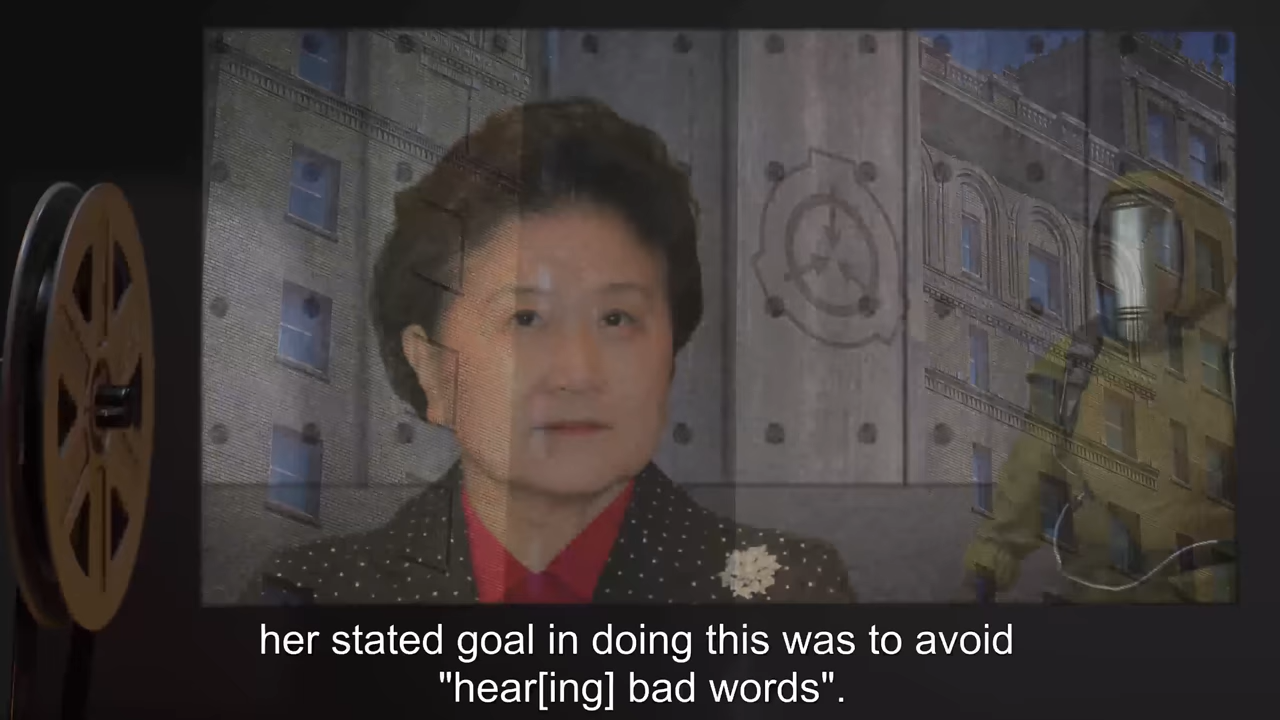 her stated goal in doing this was to avoid
"hear[ing] bad words".